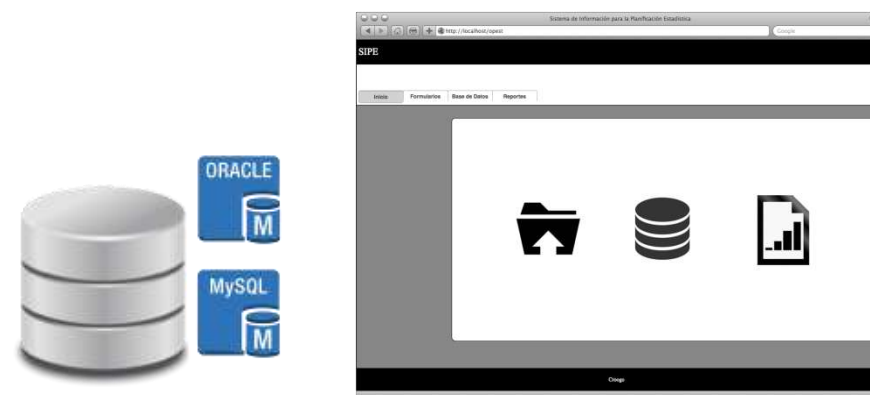 ORACLE
M
MySQL
M
Sistema de Información para la Planificación Estadística
http://localhost/opest
Google
SIPE
Inicio
Formularios
Base de Datos
Reportes